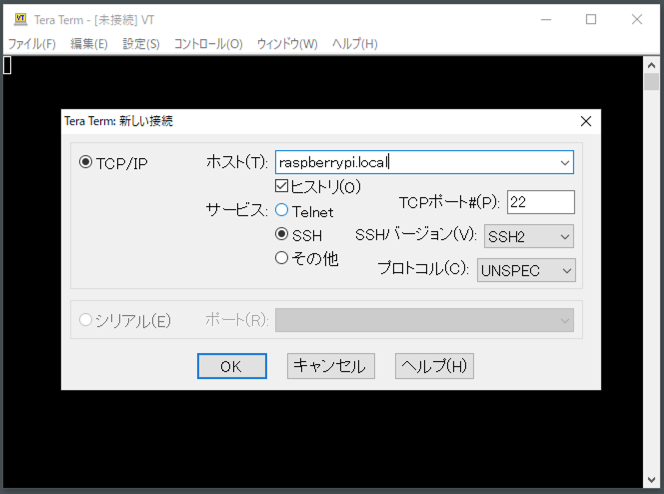 Tera Term - [未接続] VT
ファイル(F) 編集(E) 設定(S) コントロール(O) ウィンドウ(W) ヘルプ(H)
Tera Term: 新しい接続
TCP/IP ホスト(T): raspberrypi.local
ヒストリ(O)
サービス: Telnet TCPポート#(P): 22
SSH SSHバージョン(V): SSH2
その他 プロトコル(C): UNSPEC
シリアル(E) ポート(R):
OK キャンセル ヘルプ(H)